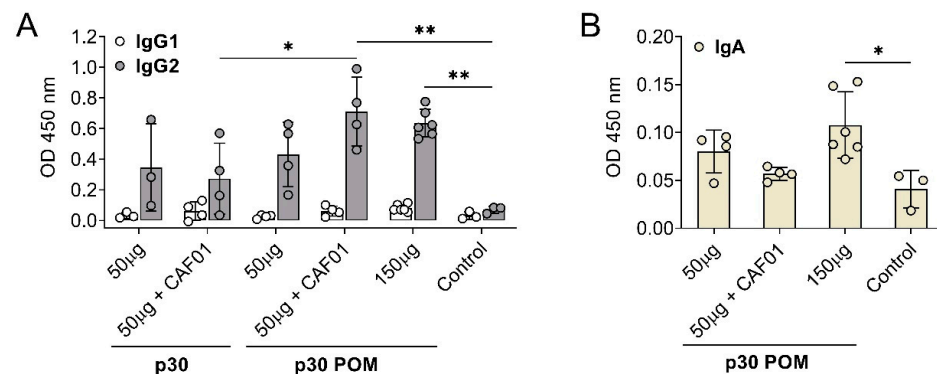 A
IgG1
IgG2
OD 450 nm
1.2
1.0
0.8
0.6
0.4
0.2
0.0
*
**
**
50µg
50µg + CAF01
50µg
50µg + CAF01
150µg
Control
p30
p30 POM
B
IgA
OD 450 nm
0.20
0.15
0.10
0.05
0.00
*
50µg
50µg + CAF01
150µg
Control
p30 POM